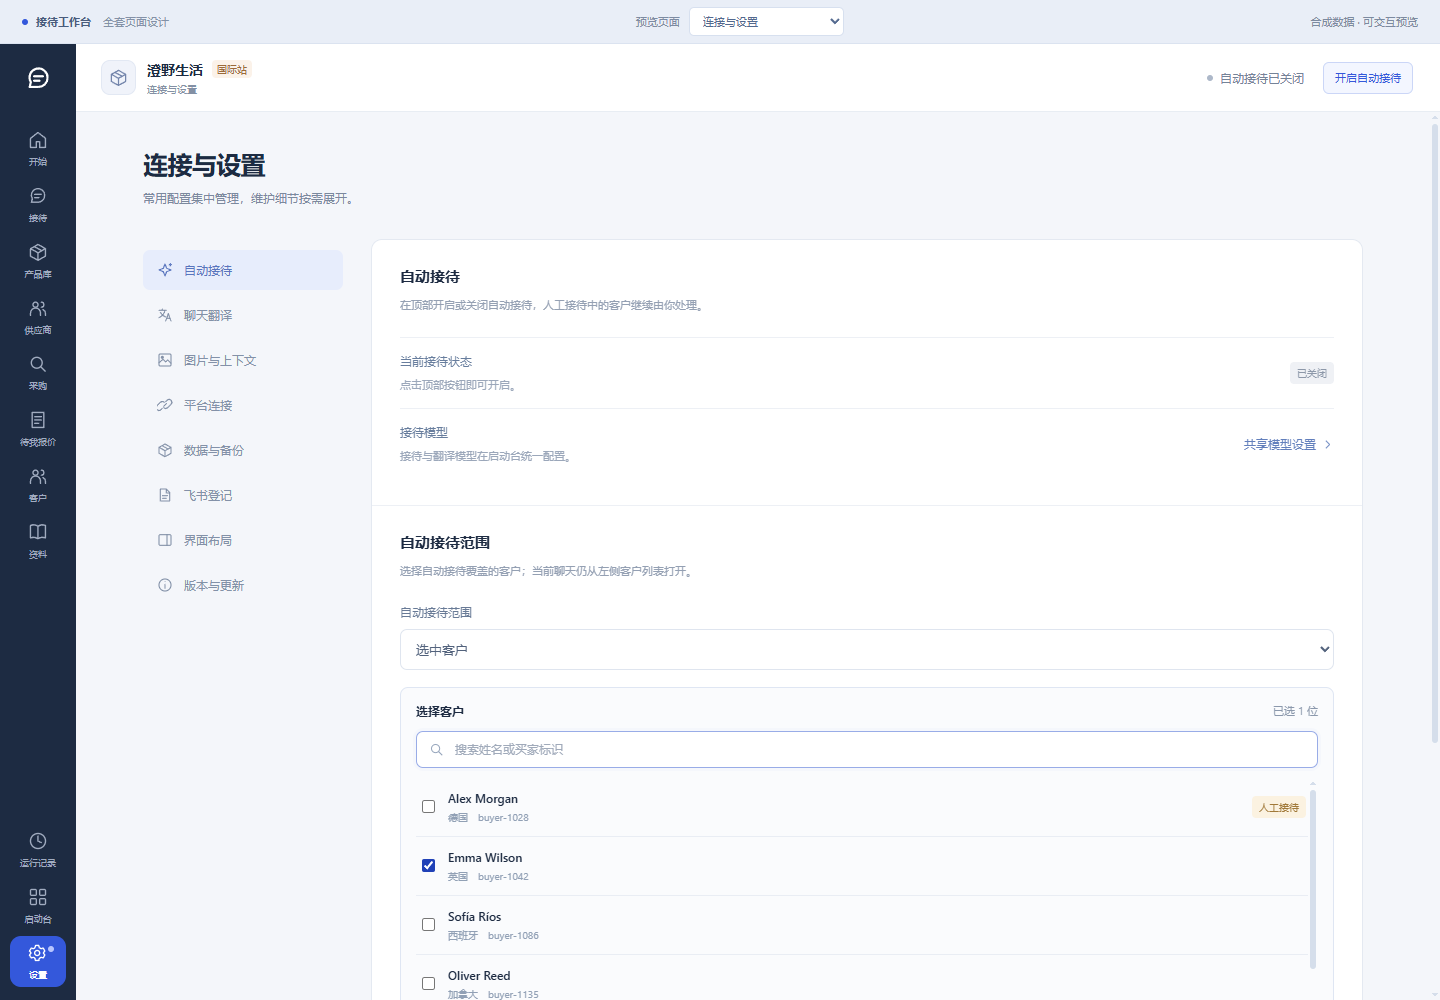 接待工作台 全套页面设计
预览页面 连接与设置
合成数据 · 可交互预览
开始
接待
产品库
供应商
采购
待我报价
客户
资料
运行记录
启动台
设置
澄野生活 国际站
连接与设置
自动接待已关闭
开启自动接待
连接与设置
常用配置集中管理，维护细节按需展开。
自动接待
聊天翻译
图片与上下文
平台连接
数据与备份
飞书登记
界面布局
版本与更新
自动接待
在顶部开启或关闭自动接待，人工接待中的客户继续由你处理。
当前接待状态
点击顶部按钮即可开启。
已关闭
接待模型
接待与翻译模型在启动台统一配置。
共享模型设置
自动接待范围
选择自动接待覆盖的客户；当前聊天仍从左侧客户列表打开。
自动接待范围
选中客户
选择客户
已选 1 位
搜索姓名或买家标识
Alex Morgan
德国 buyer-1028
人工接待
Emma Wilson
英国 buyer-1042
Sofía Ríos
西班牙 buyer-1086
Oliver Reed
加拿大 buyer-1135